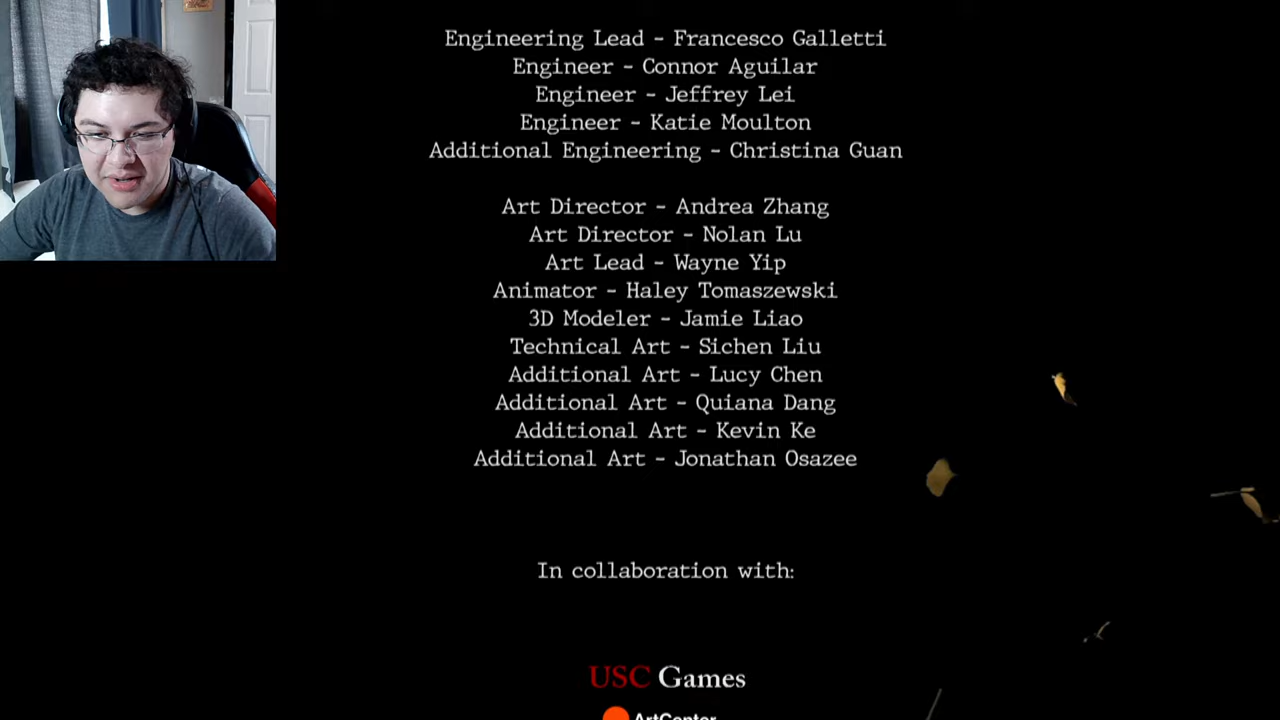 Engineering Lead - Francesco Galletti
Engineer - Connor Aguilar
Engineer - Jeffrey Lei
Engineer - Katie Moulton
Additional Engineering - Christina Guan
Art Director - Andrea Zhang
Art Director - Nolan Lu
Art Lead - Wayne Yip
Animator - Haley Tomaszewski
3D Modeler - Jamie Liao
Technical Art - Sichen Liu
Additional Art - Lucy Chen
Additional Art - Quiana Dang
Additional Art - Kevin Ke
Additional Art - Jonathan Osazee
In collaboration with:
USC Games
ArtCenter